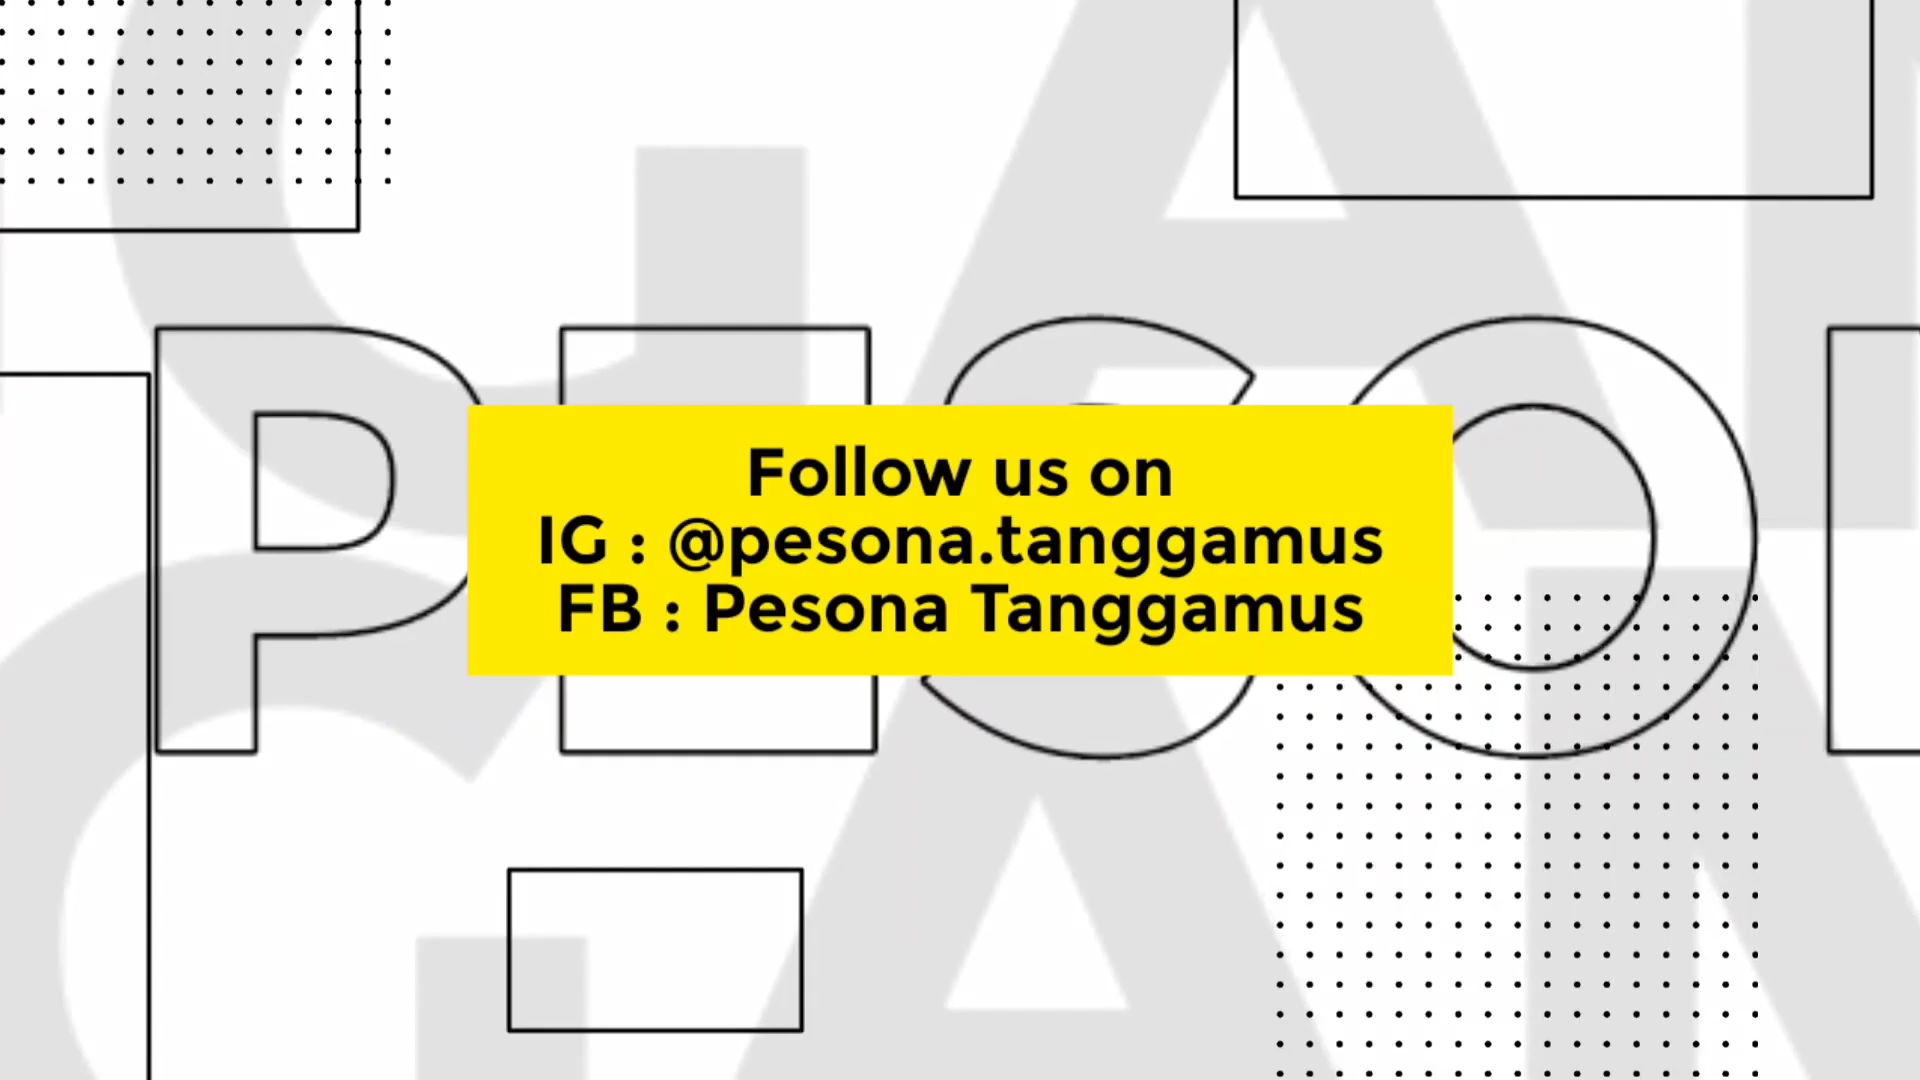 Follow us on
IG : @pesona.tanggamus
FB : Pesona Tanggamus